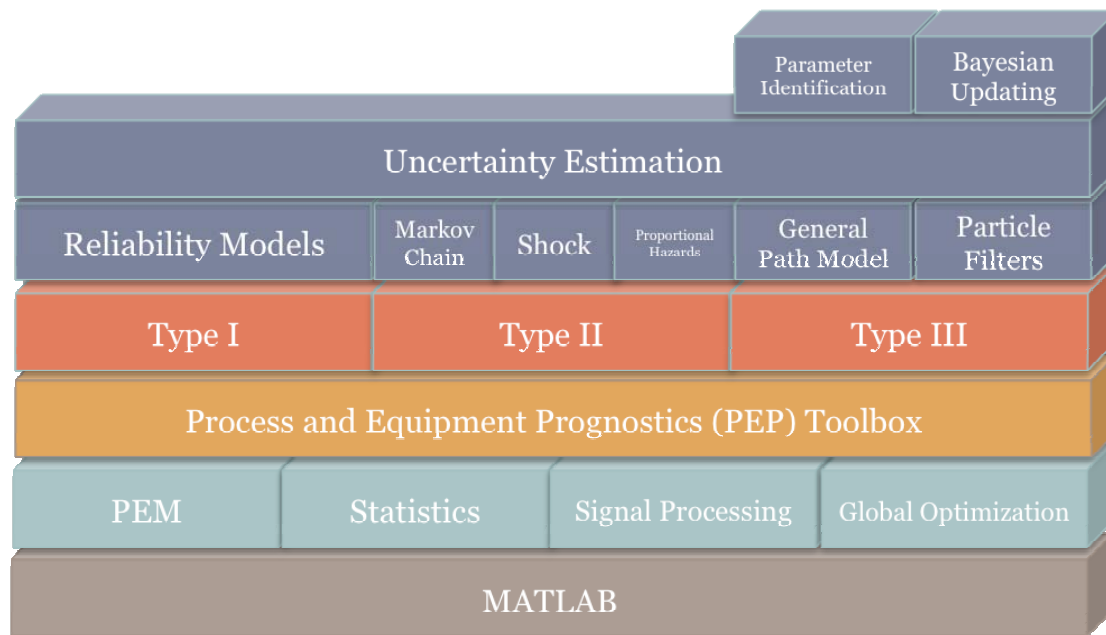 Parameter
Identification
Bayesian
Updating
Uncertainty Estimation
Reliability Models
Markov
Chain
Shock
Proportional
Hazards
General
Path Model
Particle
Filters
Type I
Type II
Type III
Process and Equipment Prognostics (PEP) Toolbox
PEM
Statistics
Signal Processing
Global Optimization
MATLAB